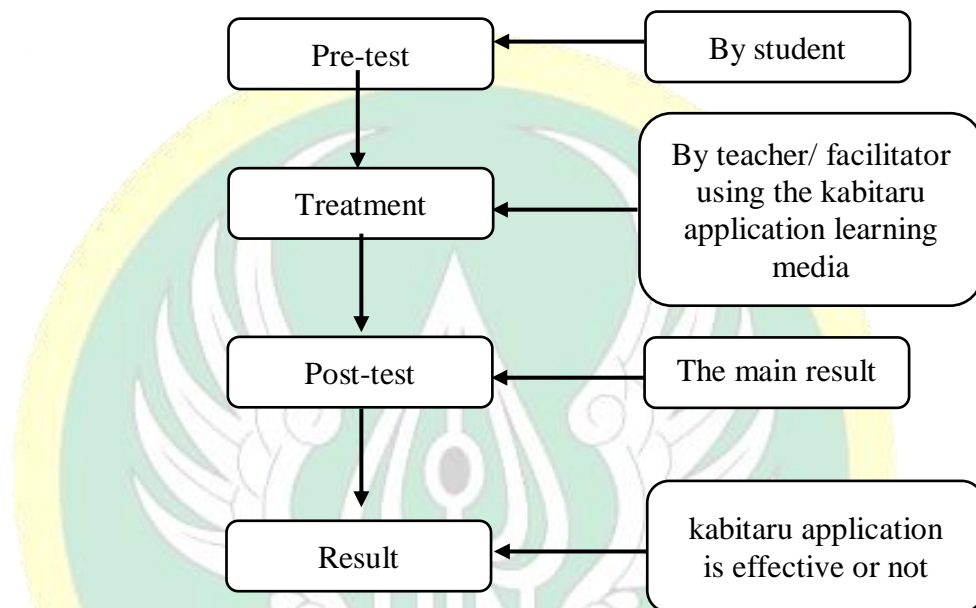 Pre-test
By student
Treatment
By teacher/ facilitator
using the kabitaru
application learning
media
Post-test
The main result
Result
kabitaru application
is effective or not